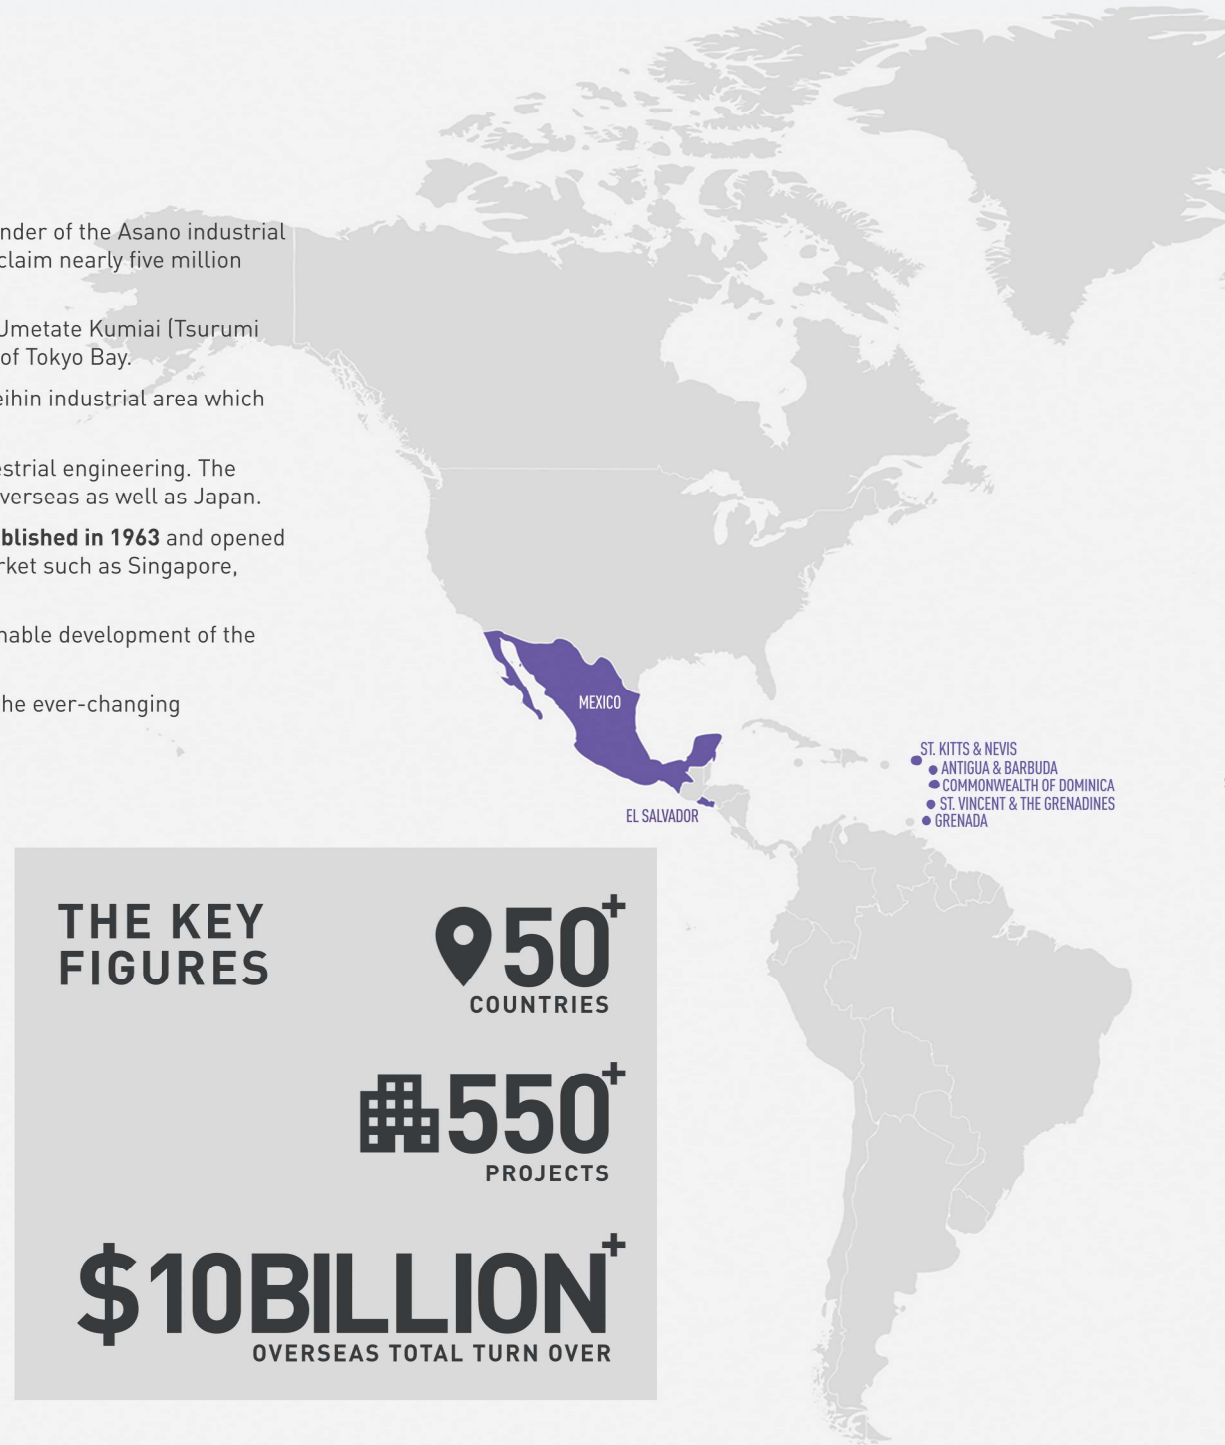 nder of the Asano industrial
claim nearly five million
Umetate Kumiai (Tsurumi
of Tokyo Bay.
eihin industrial area which
estrial engineering. The
verseas as well as Japan.
blished in 1963 and opened
rket such as Singapore,
nable development of the
he ever-changing
MEXICO
EL SALVADOR
ST. KITTS & NEVIS
ANTIGUA & BARBUDA
COMMONWEALTH OF DOMINICA
ST. VINCENT & THE GRENADINES
GRENADA
THE KEY
FIGURES
50+
COUNTRIES
550+
PROJECTS
$10BILLION+
OVERSEAS TOTAL TURN OVER